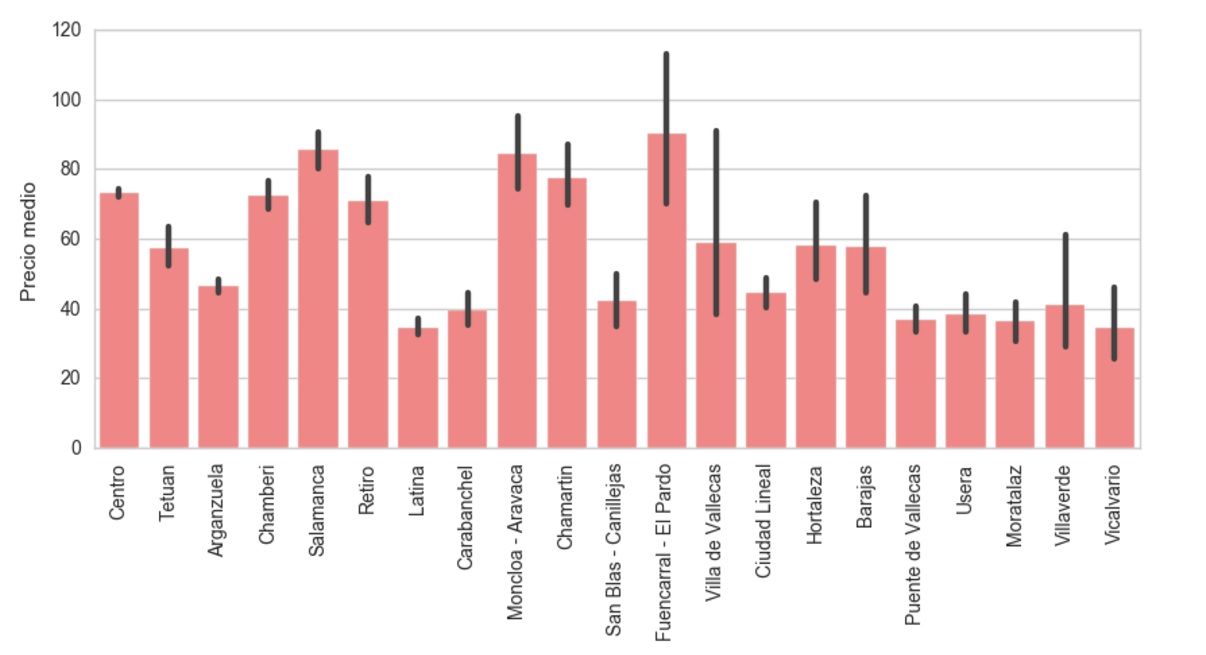 120
100
80
60
40
20
0
Precio medio
Centro
Tetuan
Arganzuela
Chamberi
Salamanca
Retiro
Latina
Carabanchel
Moncloa - Aravaca
Chamartin
San Blas - Canillejas
Fuencarral - El Pardo
Villa de Vallecas
Ciudad Lineal
Hortaleza
Barajas
Puente de Vallecas
Usera
Moratalaz
Villaverde
Vicalvario